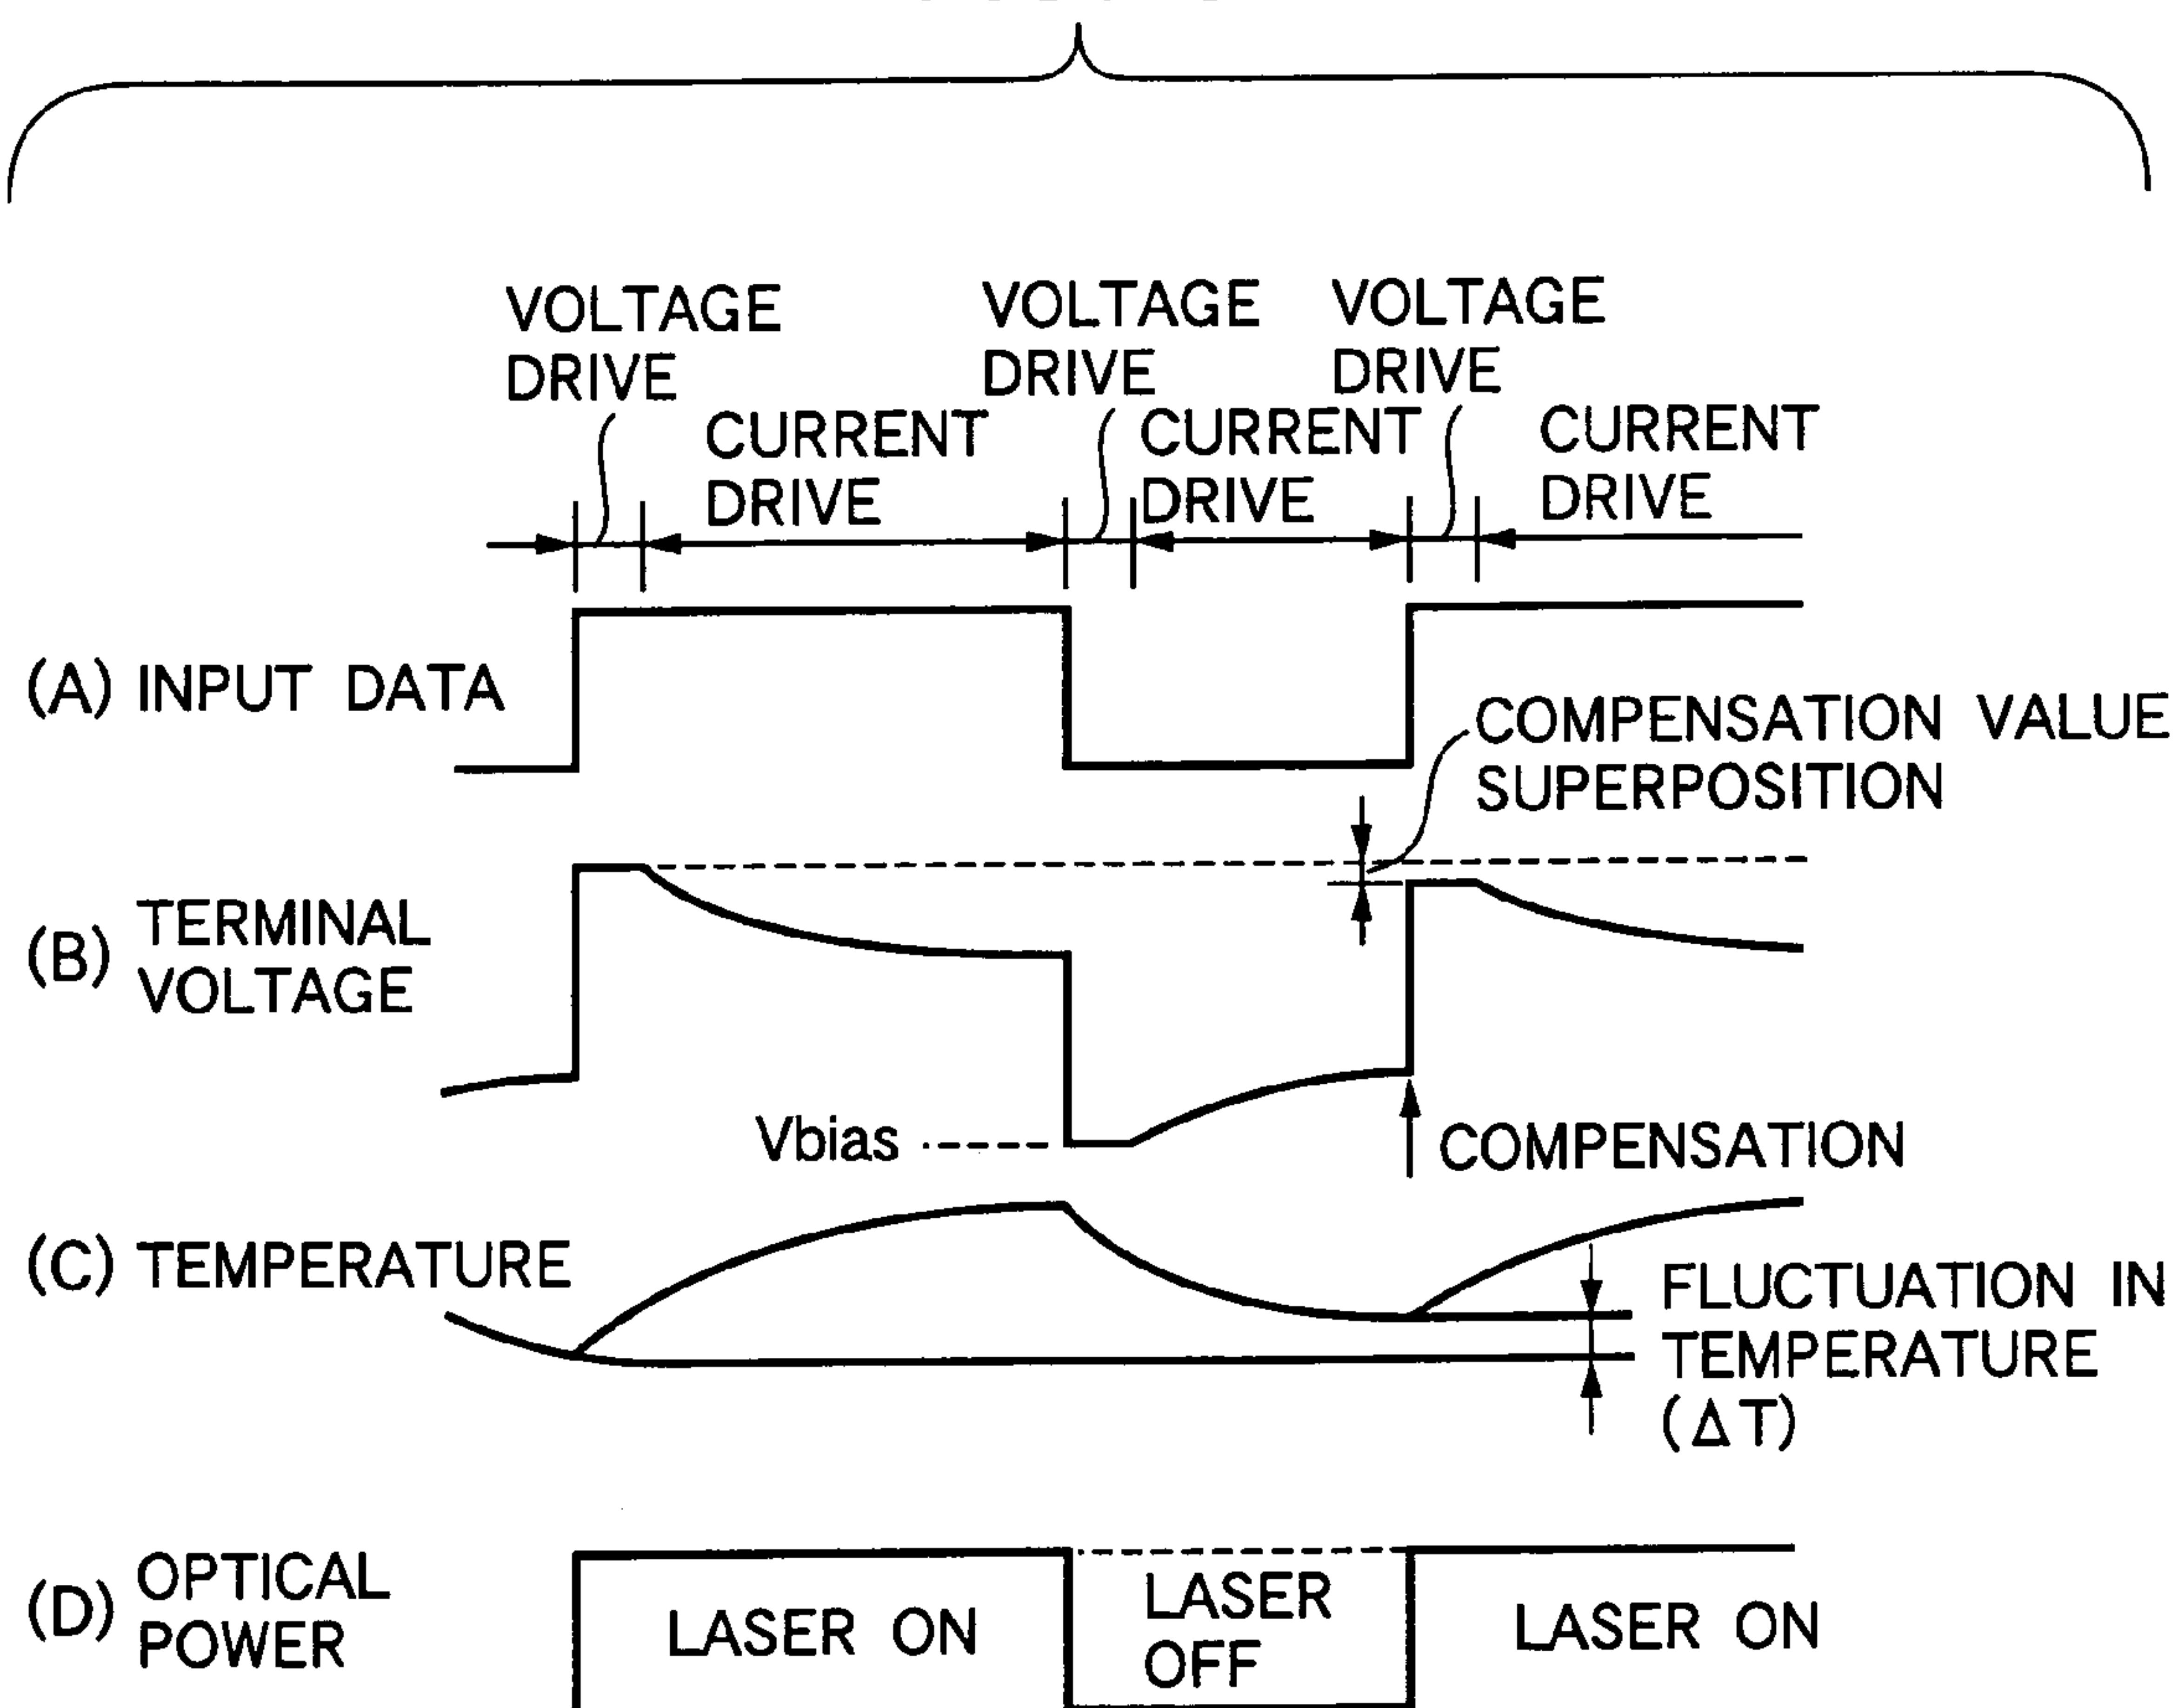 VOLTAGE
DRIVE
VOLTAGE
DRIVE
VOLTAGE
DRIVE
CURRENT
DRIVE
CURRENT
DRIVE
CURRENT
DRIVE
(A) INPUT DATA
COMPENSATION VALUE
SUPERPOSITION
(B) TERMINAL
VOLTAGE
Vbias
COMPENSATION
(C) TEMPERATURE
FLUCTUATION IN
TEMPERATURE
(ΔT)
(D) OPTICAL
POWER
LASER ON
LASER
OFF
LASER ON